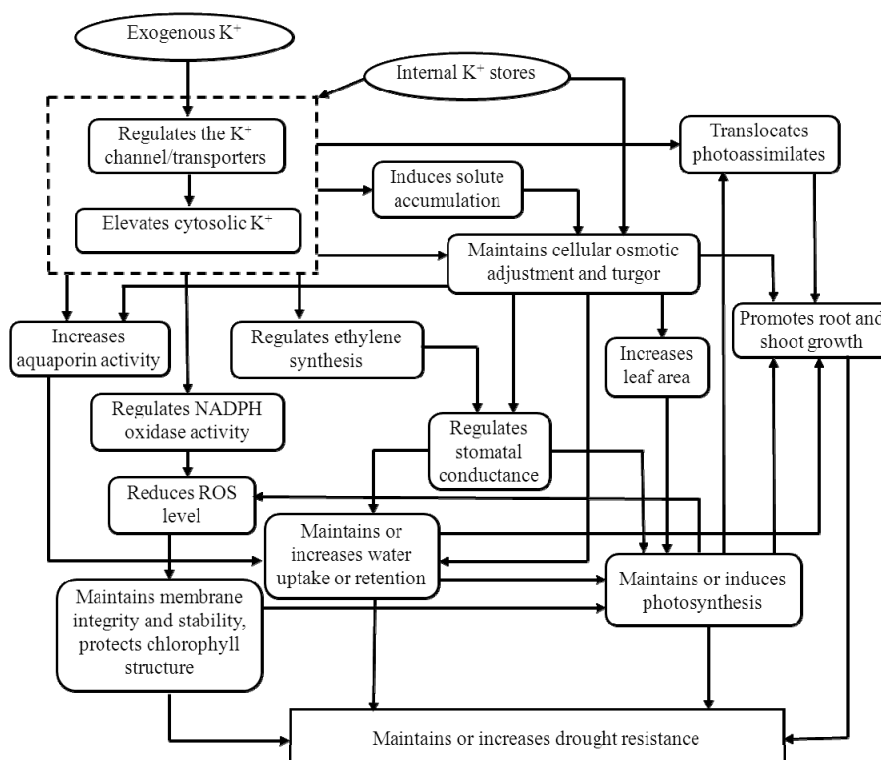 Exogenous K⁺
Internal K⁺ stores
Regulates the K⁺
channel/transporters
Translocates
photoassimilates
Induces solute
accumulation
Elevates cytosolic K⁺
Maintains cellular osmotic
adjustment and turgor
Increases
aquaporin activity
Regulates ethylene
synthesis
Increases
leaf area
Promotes root and
shoot growth
Regulates NADPH
oxidase activity
Regulates
stomatal
conductance
Reduces ROS
level
Maintains or
increases water
uptake or retention
Maintains or induces
photosynthesis
Maintains membrane
integrity and stability,
protects chlorophyll
structure
Maintains or increases drought resistance